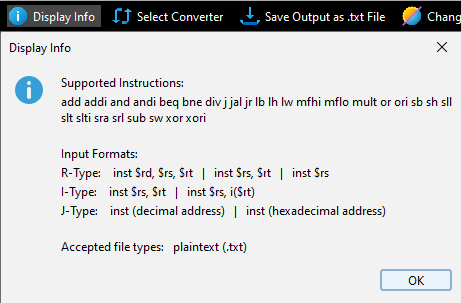 Display Info
Select Converter
Save Output as .txt File
Chang
Display Info
Supported Instructions:
add addi and andi beq bne div j jal jr lb lh lw mfhi mflo mult or ori sb sh sll
slt slti sra srl sub sw xor xori
Input Formats:
R-Type: inst $rd, $rs, $rt | inst $rs, $rt | inst $rs
I-Type: inst $rs, $rt | inst $rs, i($rt)
J-Type: inst (decimal address) | inst (hexadecimal address)
Accepted file types: plaintext (.txt)
OK